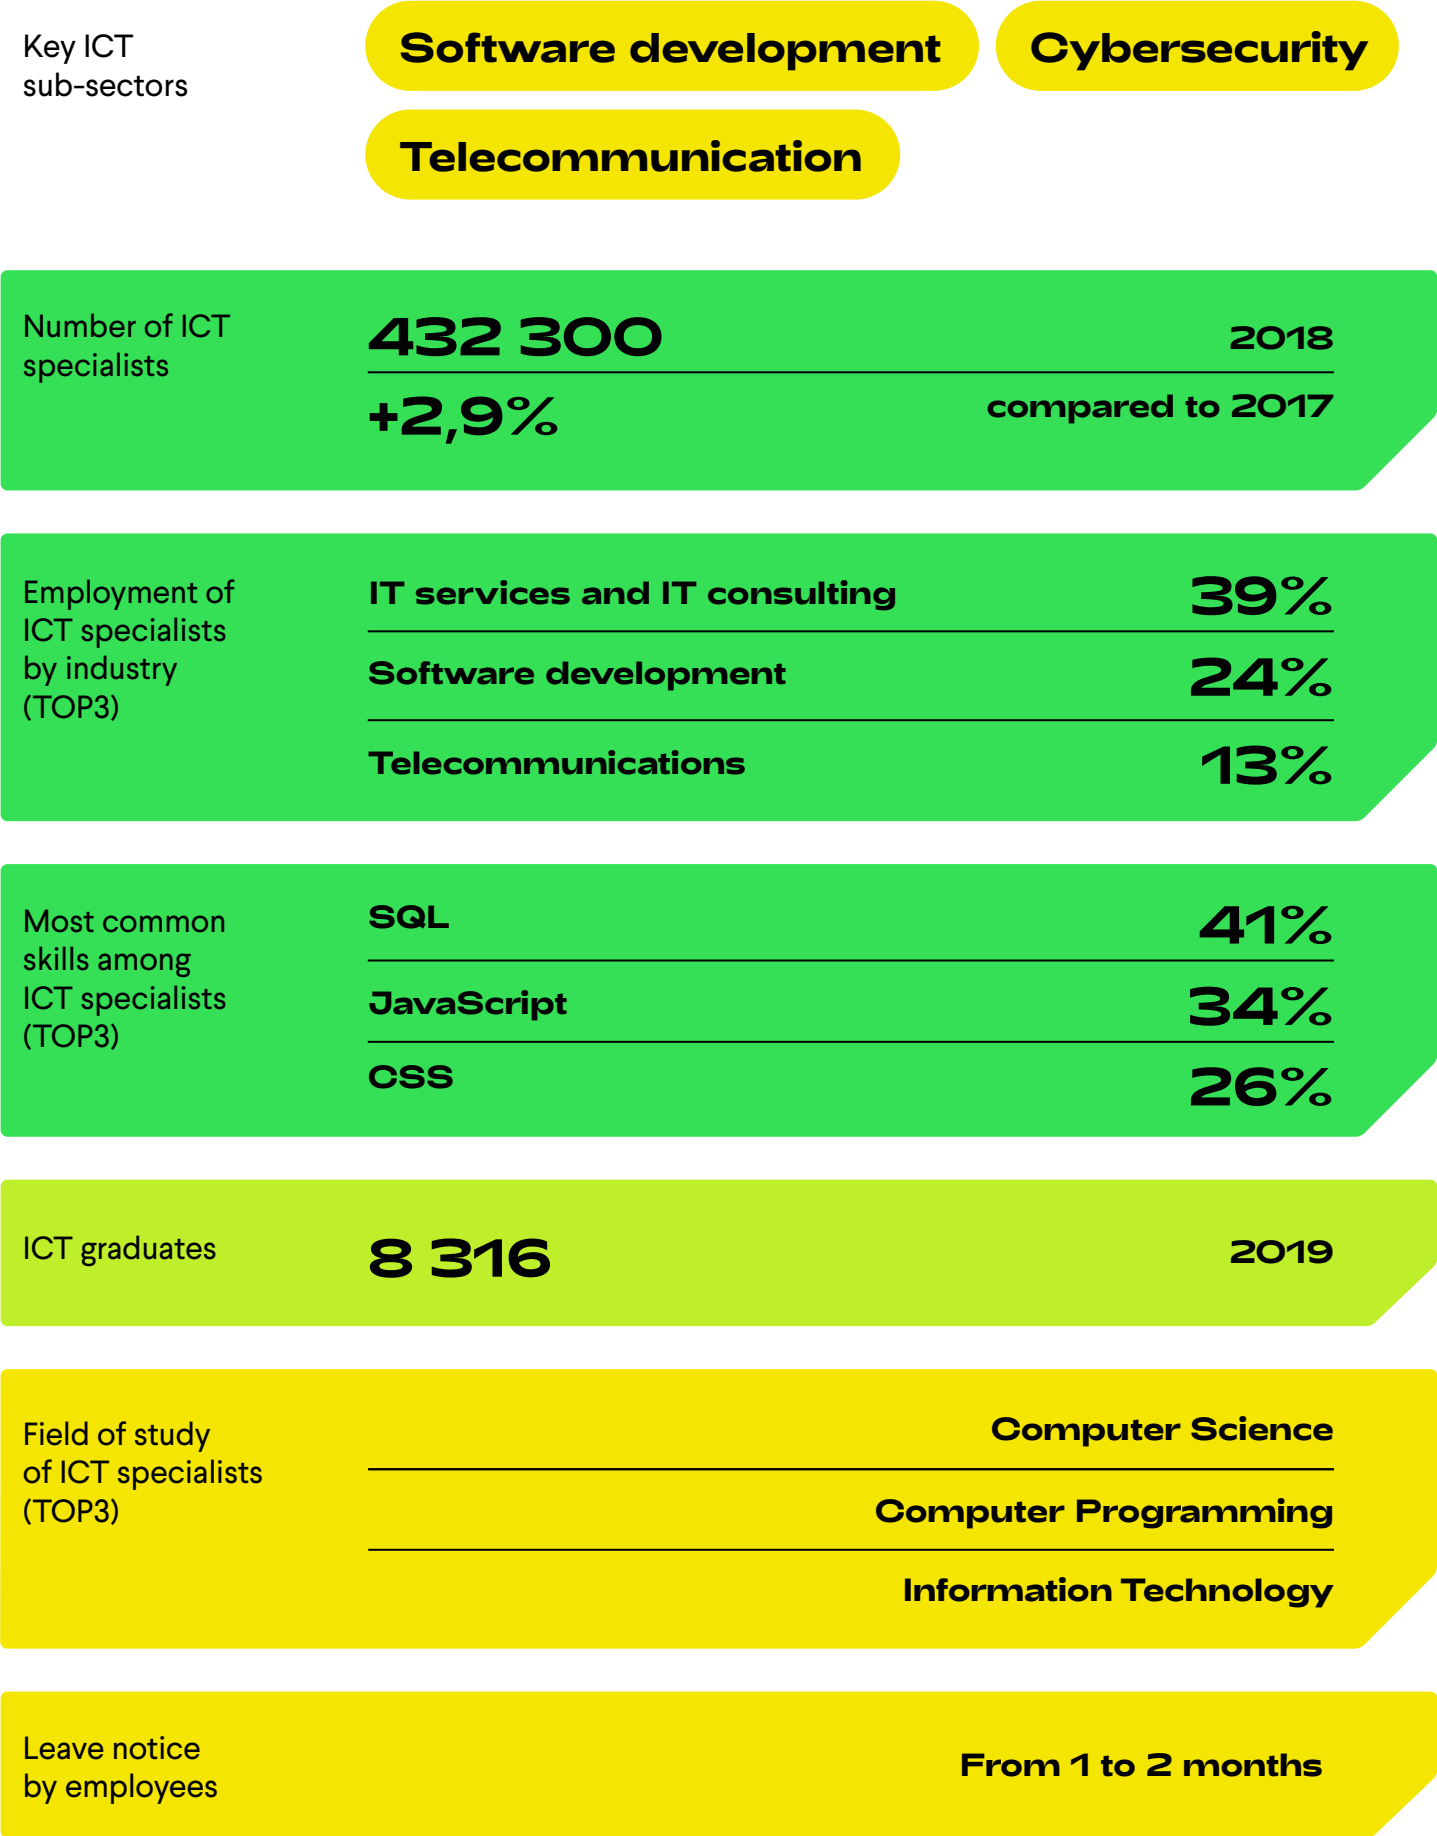 Key ICT
sub-sectors
Software development
Cybersecurity
Telecommunication
Number of ICT
specialists
432 300
2018
+2,9%
compared to 2017
Employment of
ICT specialists
by industry
(TOP3)
IT services and IT consulting
39%
Software development
24%
Telecommunications
13%
Most common
skills among
ICT specialists
(TOP3)
SQL
41%
JavaScript
34%
CSS
26%
ICT graduates
8 316
2019
Field of study
of ICT specialists
(TOP3)
Computer Science
Computer Programming
Information Technology
Leave notice
by employees
From 1 to 2 months